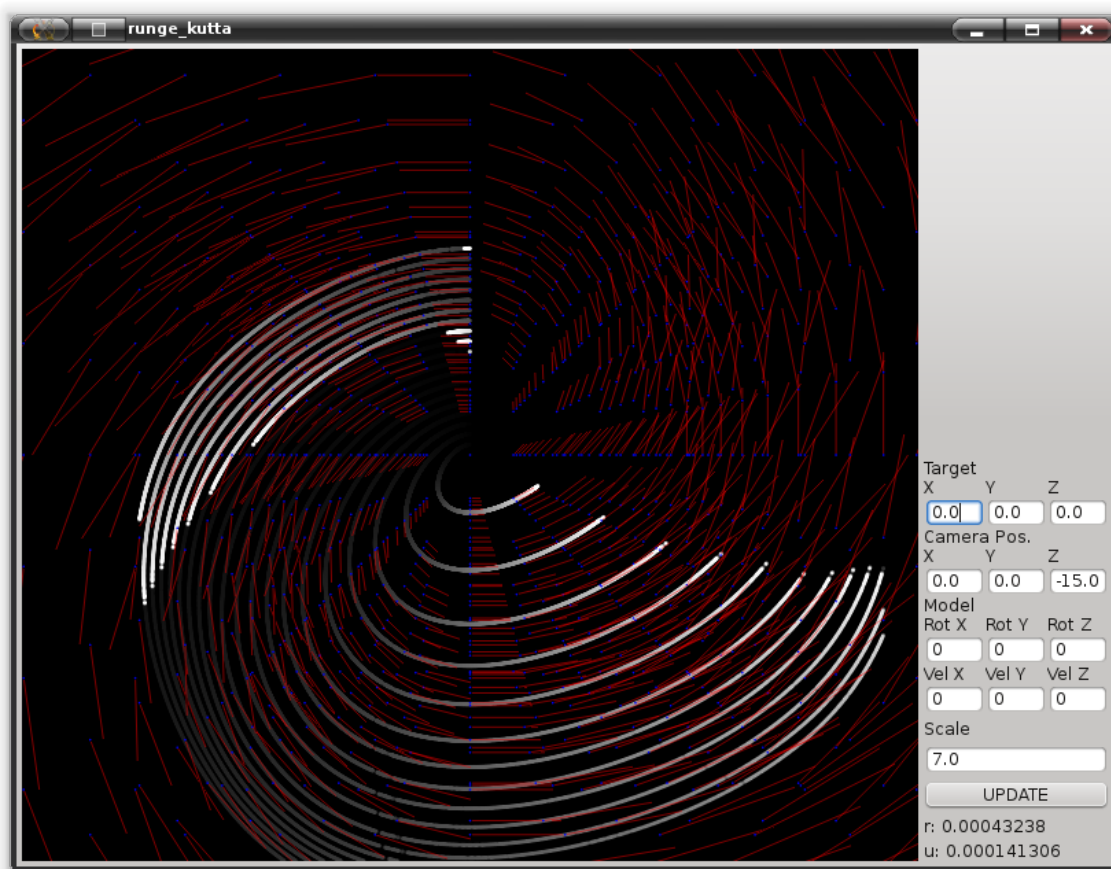 runge_kutta
Target
X Y Z
0.0 0.0 0.0
Camera Pos.
X Y Z
0.0 0.0 -15.0
Model
Rot X Rot Y Rot Z
0 0 0
Vel X Vel Y Vel Z
0 0 0
Scale
7.0
UPDATE
r: 0.00043238
u: 0.000141306